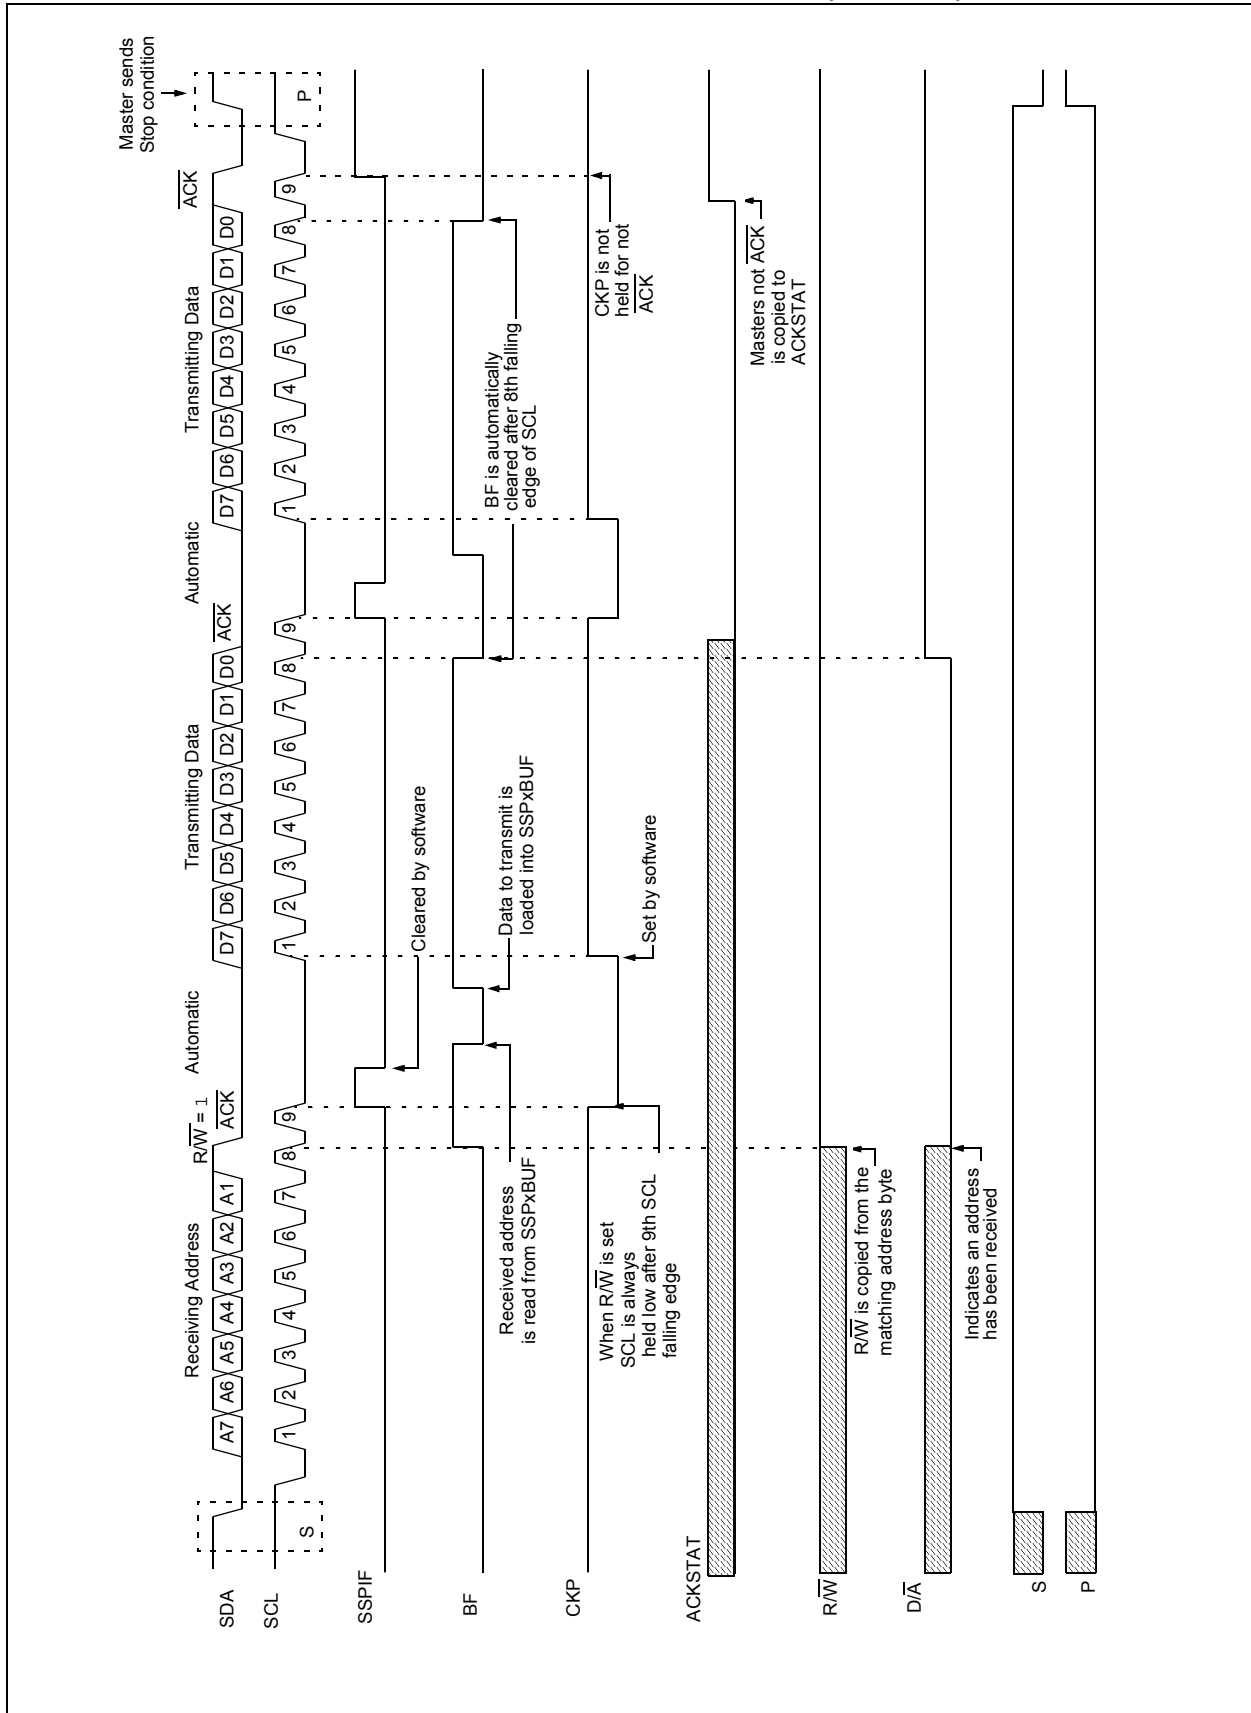 Master sends
Stop condition
Receiving Address
R/W = 1
Automatic
Transmitting Data
Automatic
Transmitting Data
ACK
ACK
ACK
SDA
A7 A6 A5 A4 A3 A2 A1
D7 D6 D5 D4 D3 D2 D1 D0
D7 D6 D5 D4 D3 D2 D1 D0
SCL
S
1 2 3 4 5 6 7 8 9
1 2 3 4 5 6 7 8 9
1 2 3 4 5 6 7 8 9
P
SSPIF
Cleared by software
BF
Received address
is read from SSPxBUF
Data to transmit is
loaded into SSPxBUF
BF is automatically
cleared after 8th falling
edge of SCL
CKP
When R/W is set
SCL is always
held low after 9th SCL
falling edge
Set by software
CKP is not
held for not
ACK
ACKSTAT
Masters not ACK
is copied to
ACKSTAT
R/W
R/W is copied from the
matching address byte
D/A
Indicates an address
has been received
S
P